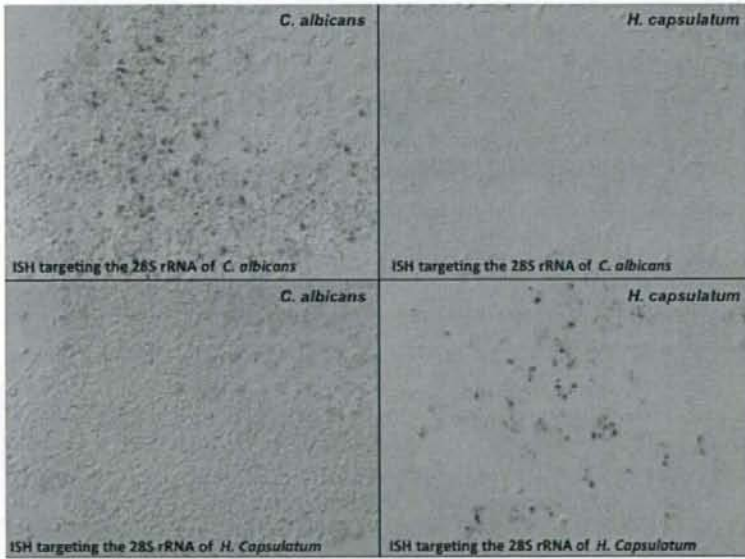 C. albicans
H. capsulatum
ISH targeting the 28S rRNA of C. albicans
ISH targeting the 28S rRNA of C. albicans
C. albicans
H. capsulatum
ISH targeting the 28S rRNA of H. Capsulatum
ISH targeting the 28S rRNA of H. Capsulatum